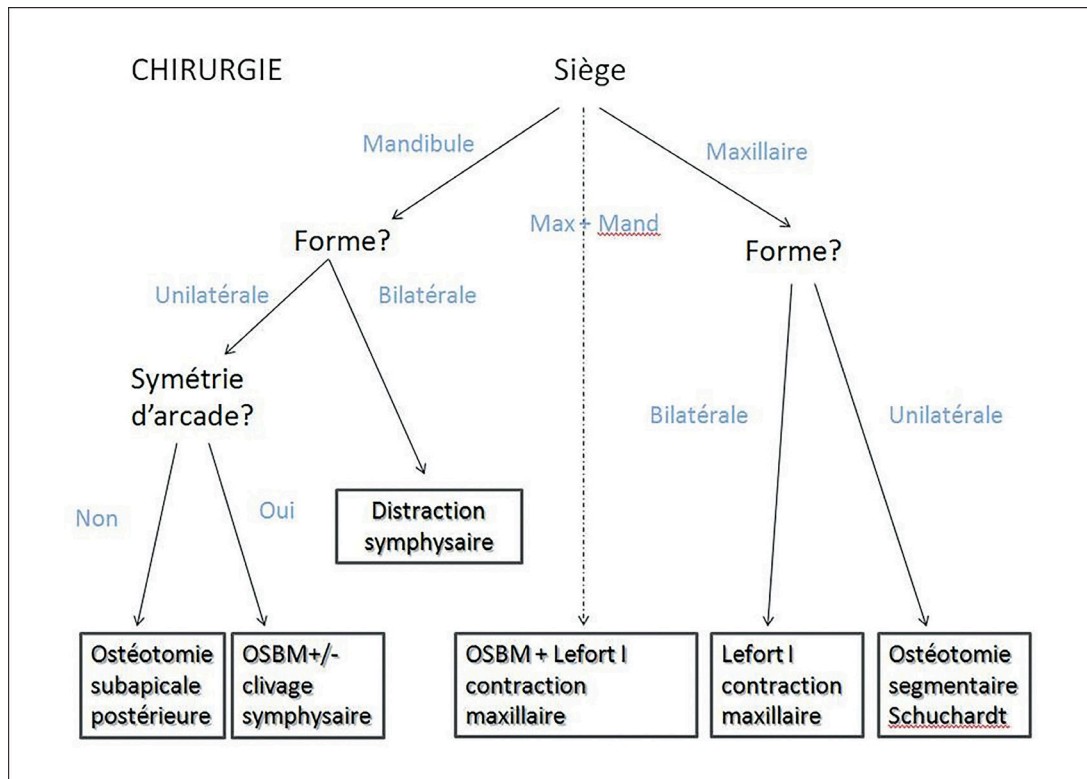 CHIRURGIE
Siège
Mandibule
Maxillaire
Max + Mand
Forme?
Forme?
Unilatérale
Bilatérale
Symétrie
d'arcade?
Bilatérale
Unilatérale
Non
Oui
Distraction
symphysaire
Ostéotomie
subapicale
postérieure
OSBM+/-
clivage
symphysaire
OSBM + Lefort I
contraction
maxillaire
Lefort I
contraction
maxillaire
Ostéotomie
segmentaire
Schuchardt